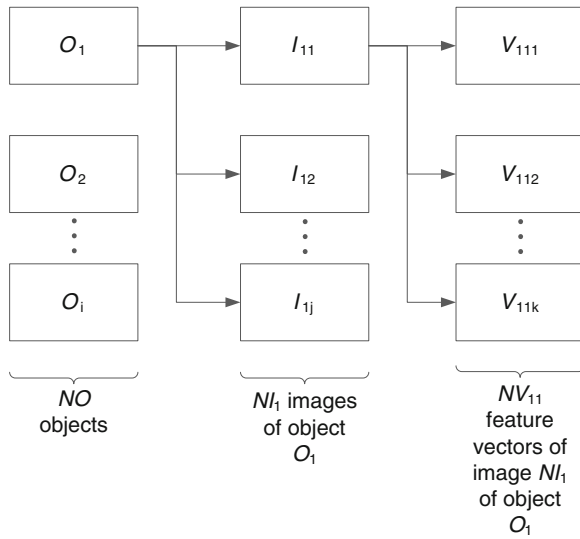 O₁ I₁₁ V₁₁₁
O₂ I₁₂ V₁₁₂
Oᵢ I₁ⱼ V₁₁ₖ
NO
objects
NI₁ images
of object
O₁
NV₁₁
feature
vectors of
image NI₁
of object
O₁